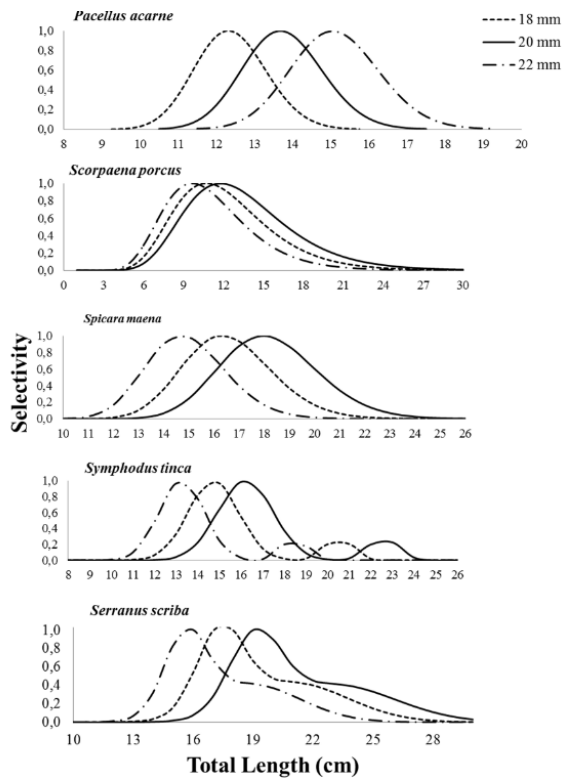 Pacellus acarne
18 mm
20 mm
22 mm
1,0
0,8
0,6
0,4
0,2
0,0
8 9 10 11 12 13 14 15 16 17 18 19 20
Scorpaena porcus
1,0
0,8
0,6
0,4
0,2
0,0
0 3 6 9 12 15 18 21 24 27 30
Spicara maena
1,0
0,8
0,6
0,4
0,2
0,0
10 11 12 13 14 15 16 17 18 19 20 21 22 23 24 25 26
Selectivity
Symphodus tinca
1,0
0,8
0,6
0,4
0,2
0,0
8 9 10 11 12 13 14 15 16 17 18 19 20 21 22 23 24 25 26
Serranus scriba
1,0
0,8
0,6
0,4
0,2
0,0
10 13 16 19 22 25 28
Total Length (cm)